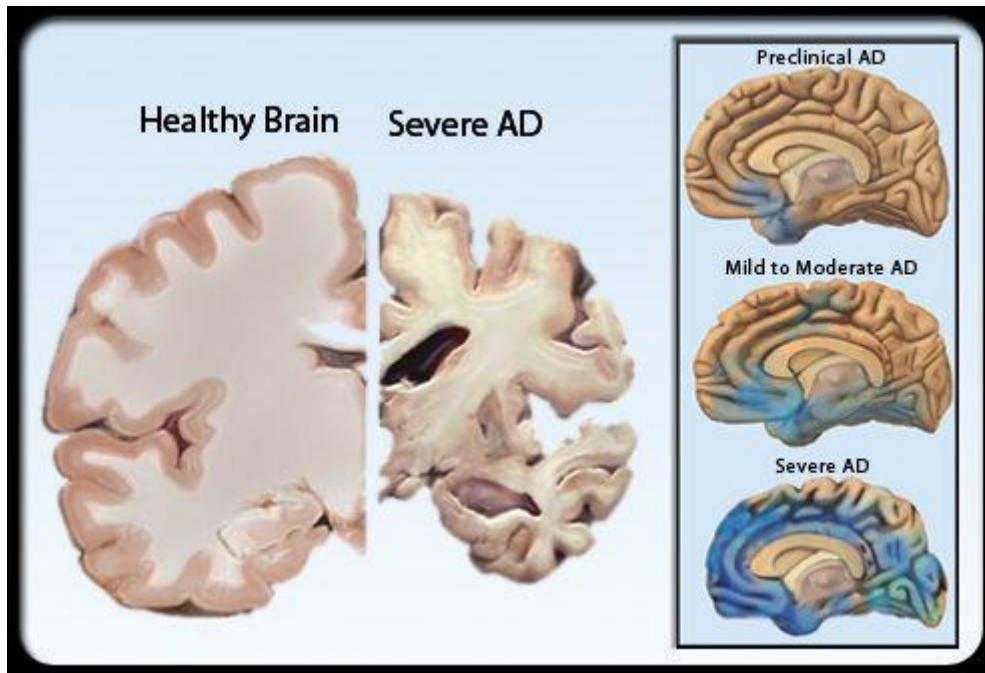 Healthy Brain
Severe AD
Preclinical AD
Mild to Moderate AD
Severe AD